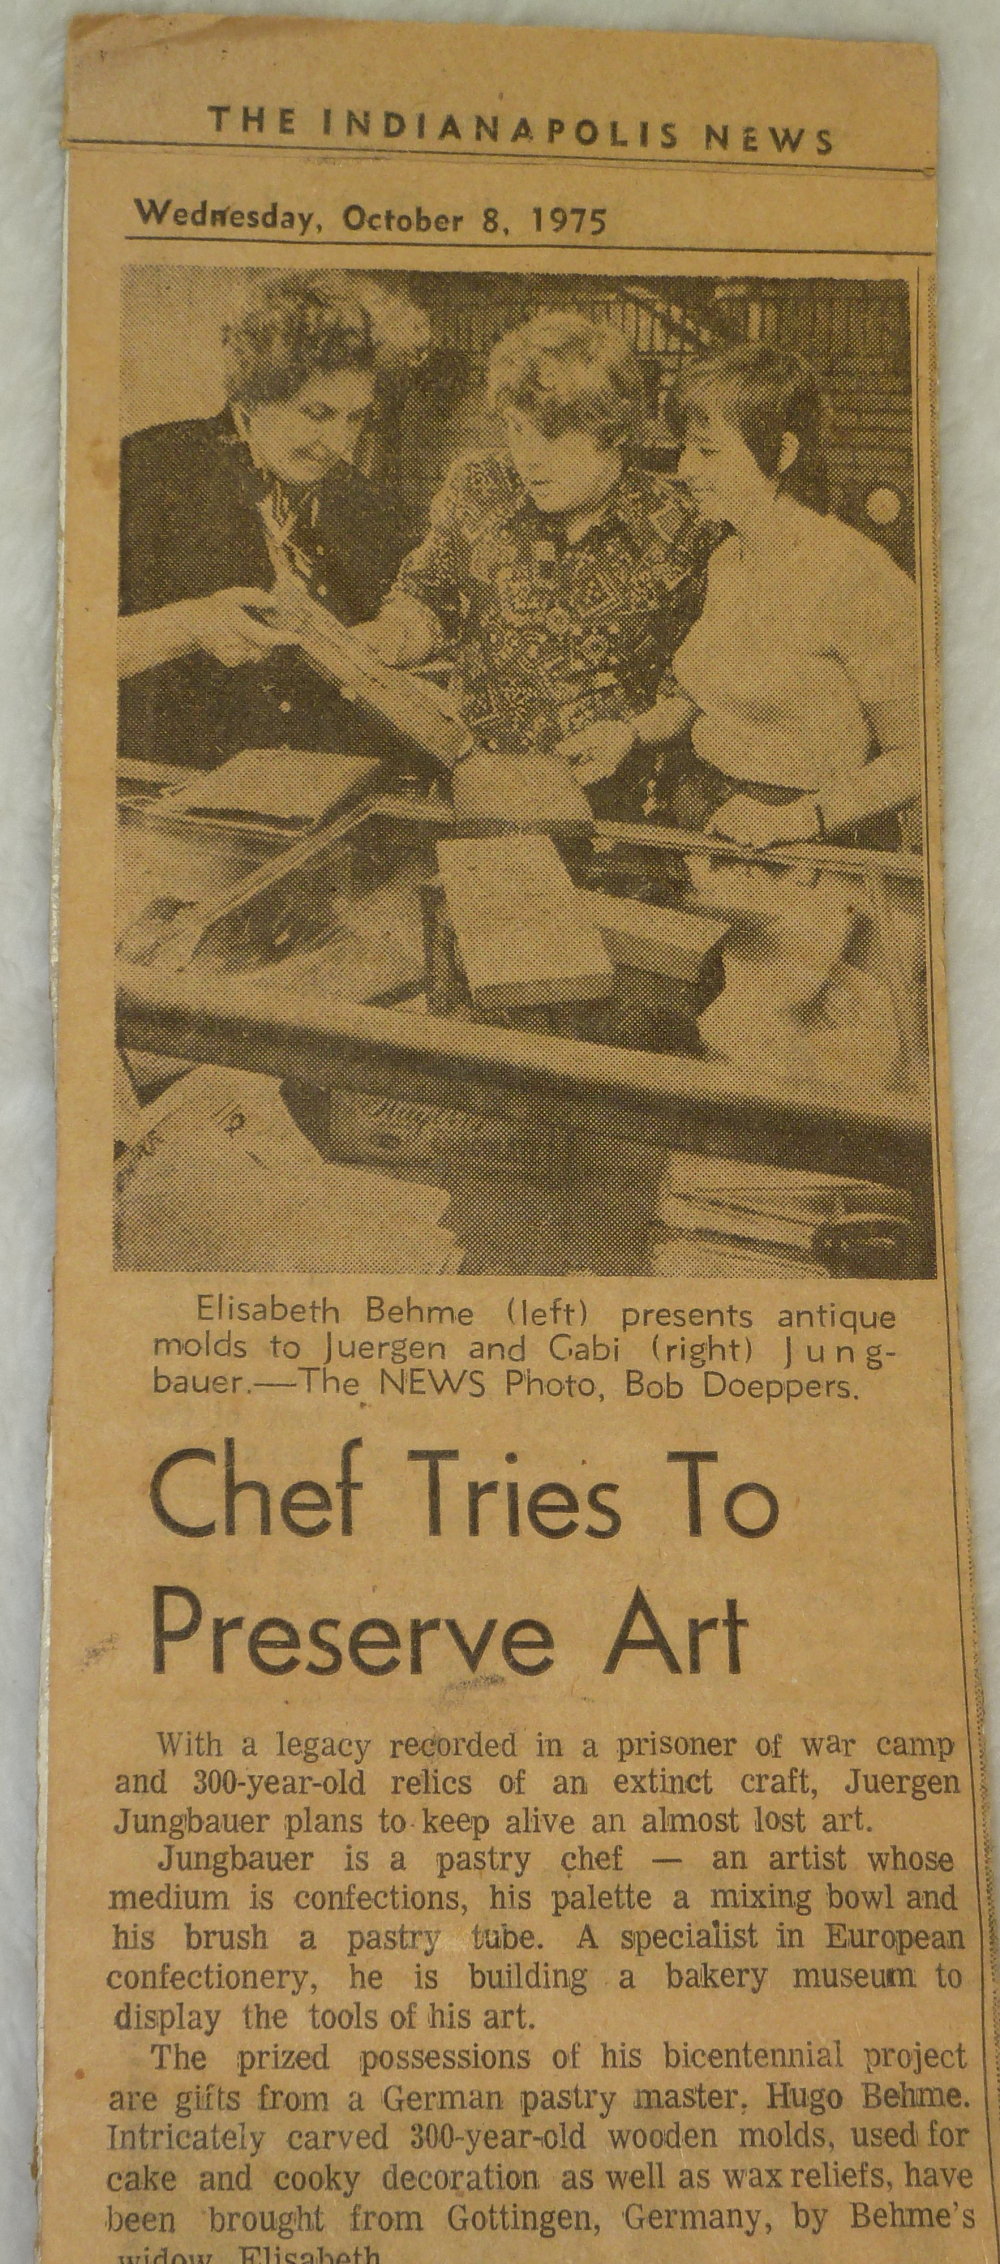 THE INDIANAPOLIS NEWS
Wednesday, October 8, 1975
Elisabeth Behme (left) presents antique
molds to Juergen and Gabi (right) Jung-
bauer.—The NEWS Photo, Bob Doeppers.
Chef Tries To
Preserve Art
With a legacy recorded in a prisoner of war camp
and 300-year-old relics of an extinct craft, Juergen
Jungbauer plans to keep alive an almost lost art.
Jungbauer is a pastry chef — an artist whose
medium is confections, his palette a mixing bowl and
his brush a pastry tube. A specialist in European
confectionery, he is building a bakery museum to
display the tools of his art.
The prized possessions of his bicentennial project
are gifts from a German pastry master, Hugo Behme.
Intricately carved 300-year-old wooden molds, used for
cake and cooky decoration as well as wax reliefs, have
been brought from Gottingen, Germany, by Behme's
widow, Elisabeth.